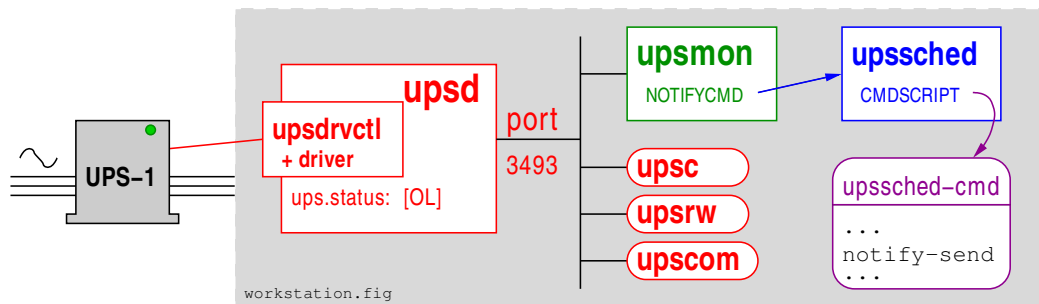 UPS-1
upsd
upsdrvctl
+ driver
ups.status: [OL]
port
3493
upsmon
NOTIFYCMD
upssched
CMDSCRIPT
upsc
upsrw
upscom
upssched-cmd
...
notify-send
...
workstation.fig